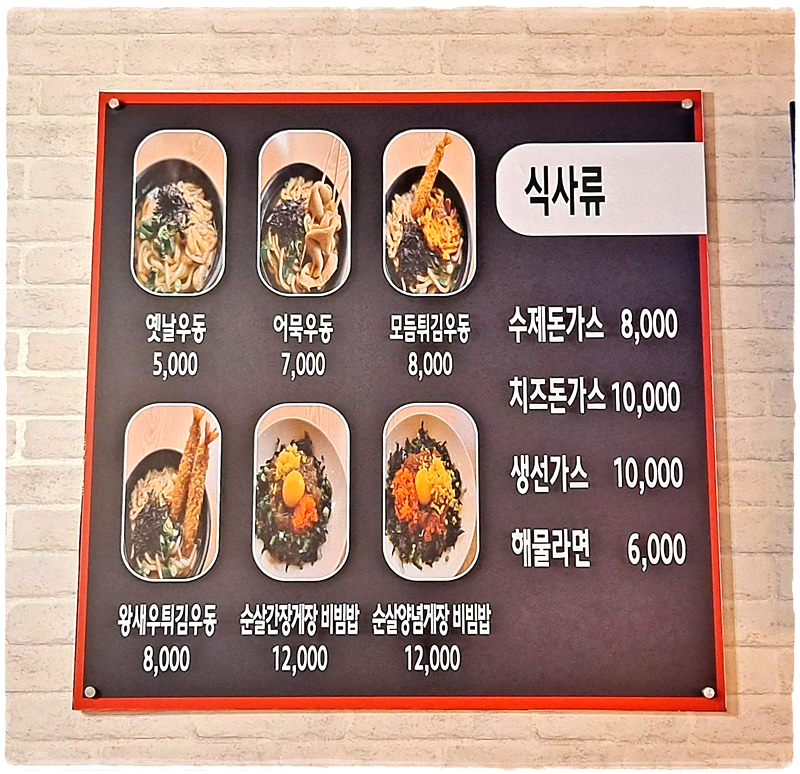 식사류
옛날우동 어묵우동 모듬튀김우동
5,000 7,000 8,000
왕새우튀김우동 순살간장게장 비빔밥 순살양념게장 비빔밥
8,000 12,000 12,000
수제돈가스 8,000
치즈돈가스 10,000
생선가스 10,000
해물라면 6,000